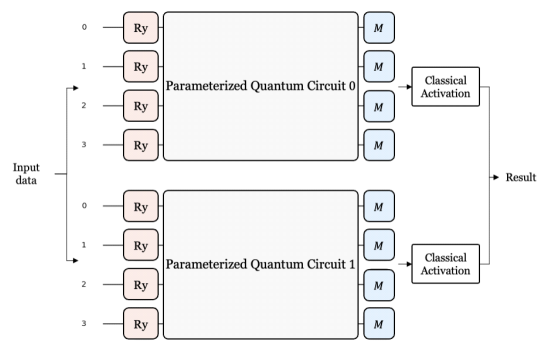 0 Ry M
1 Ry M
Parameterized Quantum Circuit 0
Classical
Activation
2 Ry M
3 Ry M
Input
data
Result
0 Ry M
1 Ry M
Parameterized Quantum Circuit 1
Classical
Activation
2 Ry M
3 Ry M